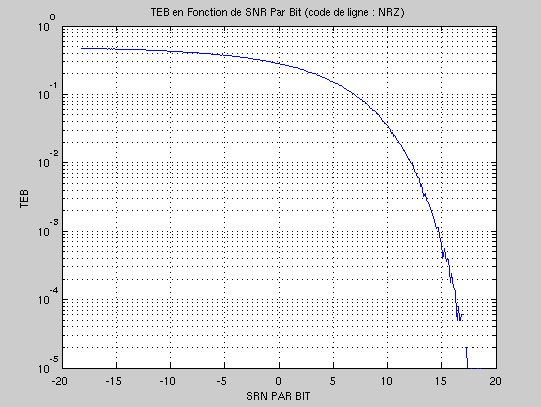 TEB en Fonction de SNR Par Bit (code de ligne : NRZ)
10^0
10^-1
10^-2
10^-3
10^-4
10^-5
TEB
-20 -15 -10 -5 0 5 10 15 20
SRN PAR BIT